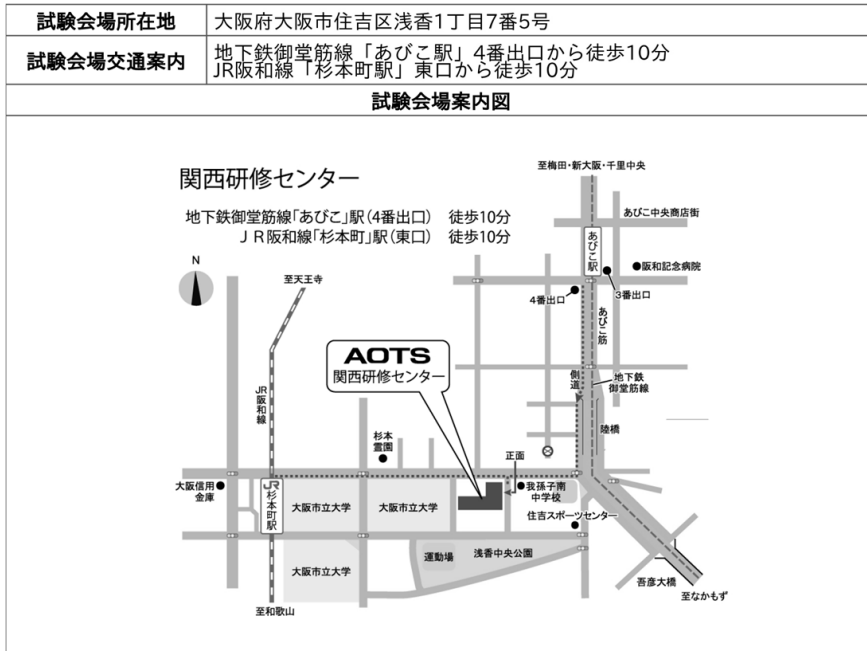 試験会場所在地
大阪府大阪市住吉区浅香1丁目7番5号
試験会場交通案内
地下鉄御堂筋線「あびこ駅」4番出口から徒歩10分
JR阪和線「杉本町駅」東口から徒歩10分
試験会場案内図
関西研修センター
地下鉄御堂筋線「あびこ」駅(4番出口) 徒歩10分
JR阪和線「杉本町」駅(東口) 徒歩10分
至梅田・新大阪・千里中央
あびこ中央商店街
あびこ駅
阪和記念病院
3番出口
4番出口
N
至天王寺
あびこ筋
AOTS
関西研修センター
側道
地下鉄
御堂筋線
JR阪和線
陸橋
杉本
霊園
正面
大阪信用
金庫
JR杉本町駅
大阪市立大学
大阪市立大学
我孫子南
中学校
住吉スポーツセンター
大阪市立大学
運動場
浅香中央公園
吾彦大橋
至なかもず
至和歌山